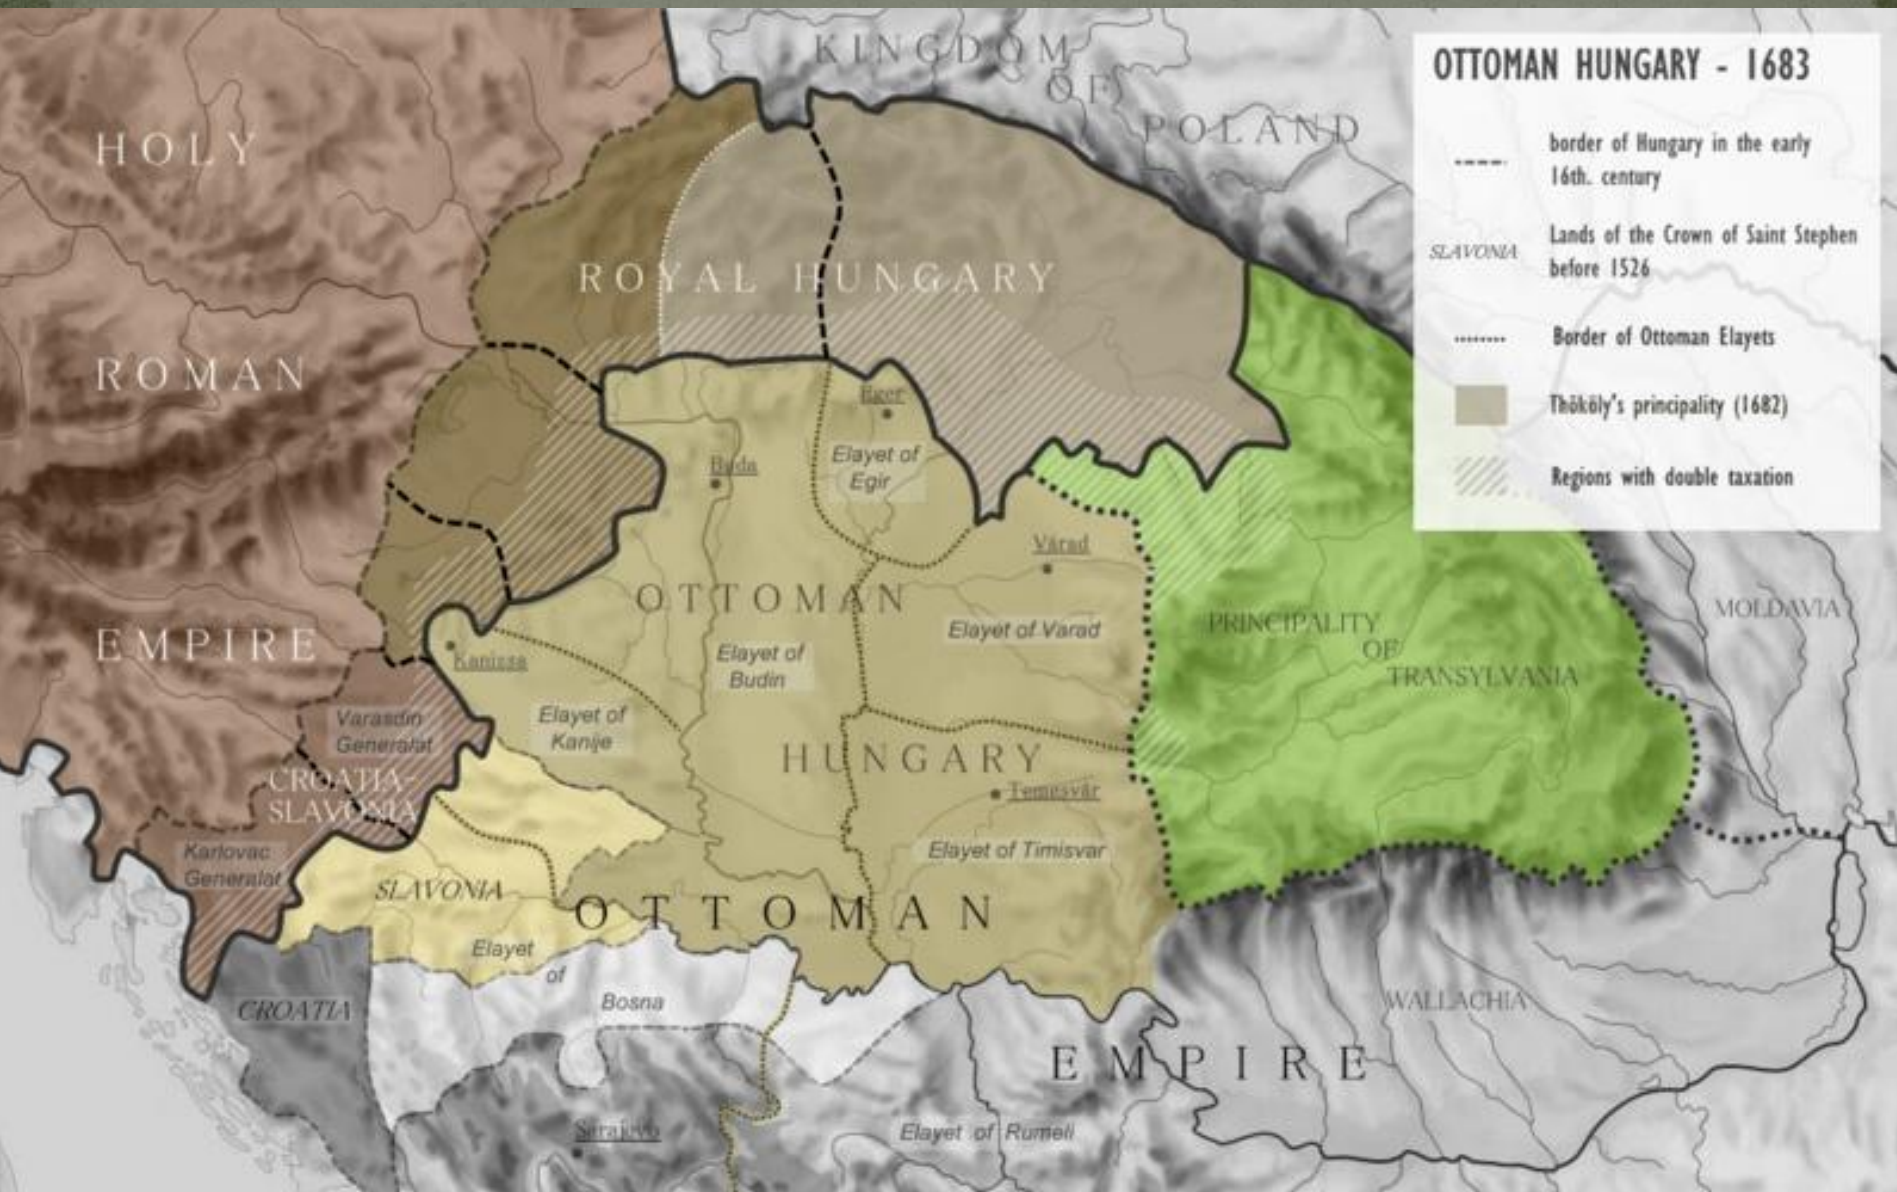 KINGDOM
OF
POLAND
HOLY
ROMAN
EMPIRE
ROYAL HUNGARY
OTTOMAN HUNGARY - 1683
border of Hungary in the early
16th. century
SLAVONIA
Lands of the Crown of Saint Stephen
before 1526
Border of Ottoman Elayets
Thököly's principality (1682)
Regions with double taxation
Eger
Elayet of
Egir
Buda
Várad
OTTOMAN
Elayet of Varad
Elayet of
Budin
Kanizsa
Elayet of
Kanije
HUNGARY
Temesvár
Elayet of Timisvar
PRINCIPALITY
OF
TRANSYLVANIA
MOLDAVIA
Varasdin
Generalat
CROATIA-
SLAVONIA
Karlovac
Generalat
SLAVONIA
OTTOMAN
Elayet
of
Bosna
CROATIA
WALLACHIA
EMPIRE
Sarajevo
Elayet of Rumeli